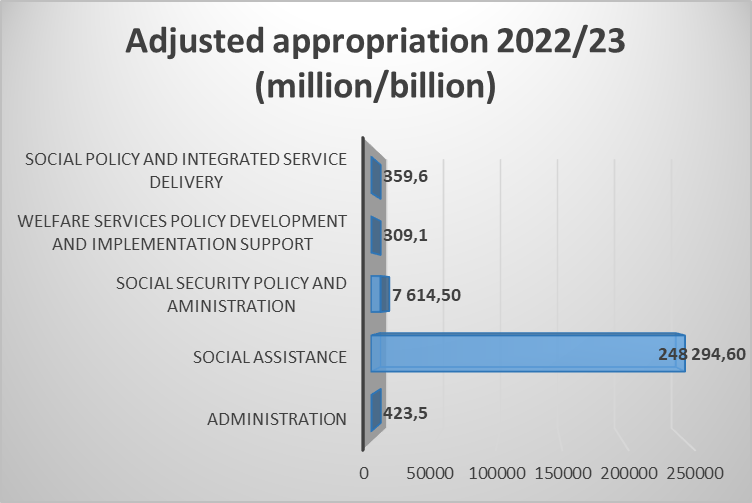 Adjusted appropriation 2022/23
(million/billion)
SOCIAL POLICY AND INTEGRATED SERVICE
DELIVERY
359,6
WELFARE SERVICES POLICY DEVELOPMENT
AND IMPLEMENTATION SUPPORT
309,1
SOCIAL SECURITY POLICY AND
AMINISTRATION
7 614,50
SOCIAL ASSISTANCE
248 294,60
ADMINISTRATION
423,5
0 50000 100000 150000 200000 250000